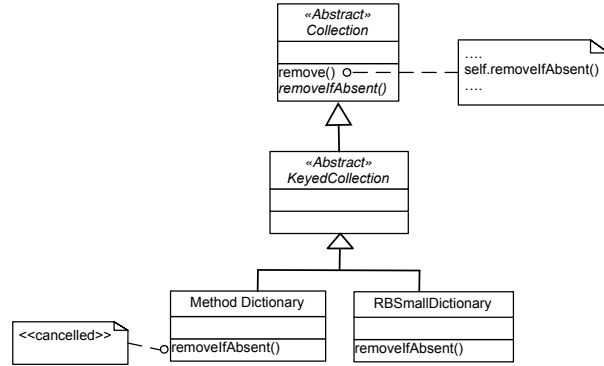 «Abstract»
Collection
remove()
removeIfAbsent()
....
self.removeIfAbsent()
....
«Abstract»
KeyedCollection
Method Dictionary
removeIfAbsent()
RBSmallDictionary
removeIfAbsent()
<<cancelled>>